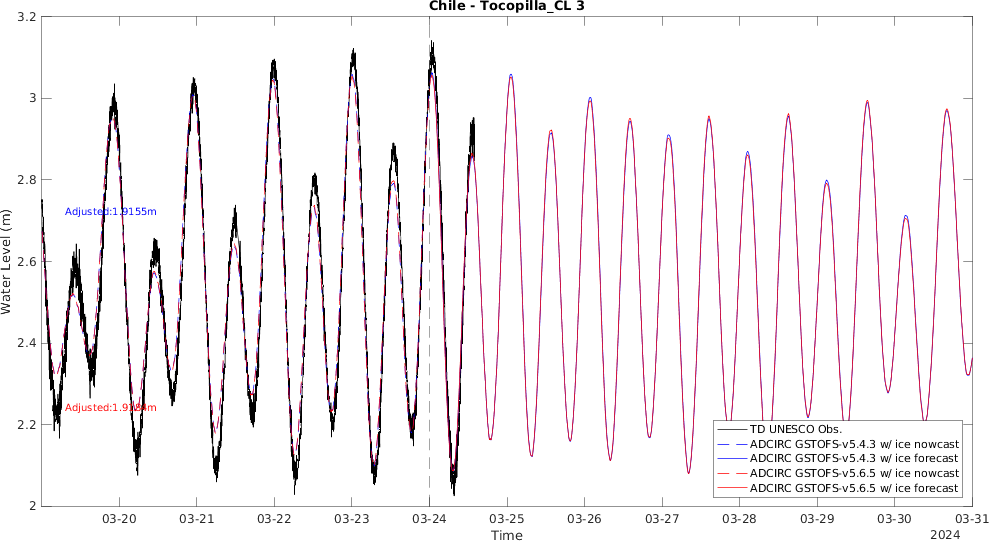 Chile - Tocopilla_CL 3
3.2
3
2.8
2.6
2.4
2.2
2
Water Level (m)
Adjusted:1.9155m
03-20
03-21
03-22
03-23
03-24
03-25
03-26
03-27
03-28
03-29
03-30
03-31
Time
2024
TD UNESCO Obs.
ADCIRC GSTOFS-v5.4.3 w/ ice nowcast
ADCIRC GSTOFS-v5.4.3 w/ ice forecast
ADCIRC GSTOFS-v5.6.5 w/ ice nowcast
ADCIRC GSTOFS-v5.6.5 w/ ice forecast